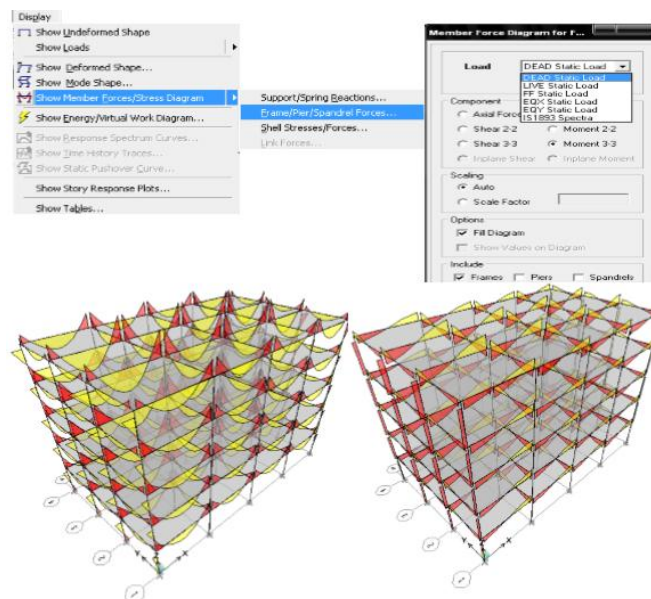 Display
Show Undeformed Shape
Show Loads
Show Deformed Shape...
Show Mode Shape...
Show Member Forces/Stress Diagram
Show Energy/Virtual Work Diagram...
Show Response Spectrum Curves...
Show Time History Traces...
Show Static Pushover Curve...
Show Story Response Plots...
Show Tables...
Support/Spring Reactions...
Frame/Pier/Spandrel Forces...
Shell Stresses/Forces...
Link Forces...
Member Force Diagram for F...
Load DEAD Static Load
DEAD Static Load
LIVE Static Load
FF Static Load
EQX Static Load
EQY Static Load
IS1893 Spectra
Component
Axial Forc
Shear 2-2 Moment 2-2
Shear 3-3 Moment 3-3
Inplane Shear Inplane Moment
Scaling
Auto
Scale Factor
Options
Fill Diagram
Show Values on Diagram
Include
Frames Piers Spandrels
Y X
Y X